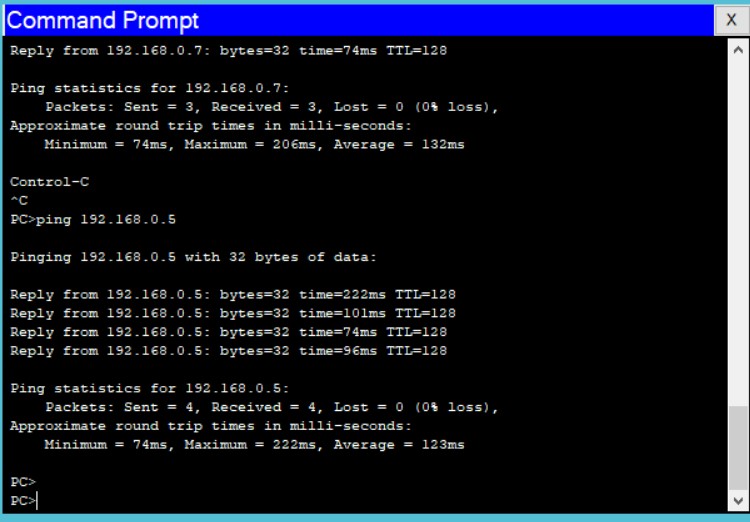 Command Prompt
X
Reply from 192.168.0.7: bytes=32 time=74ms TTL=128
Ping statistics for 192.168.0.7:
Packets: Sent = 3, Received = 3, Lost = 0 (0% loss),
Approximate round trip times in milli-seconds:
Minimum = 74ms, Maximum = 206ms, Average = 132ms
Control-C
^C
PC>ping 192.168.0.5
Pinging 192.168.0.5 with 32 bytes of data:
Reply from 192.168.0.5: bytes=32 time=222ms TTL=128
Reply from 192.168.0.5: bytes=32 time=101ms TTL=128
Reply from 192.168.0.5: bytes=32 time=74ms TTL=128
Reply from 192.168.0.5: bytes=32 time=96ms TTL=128
Ping statistics for 192.168.0.5:
Packets: Sent = 4, Received = 4, Lost = 0 (0% loss),
Approximate round trip times in milli-seconds:
Minimum = 74ms, Maximum = 222ms, Average = 123ms
PC>
PC>